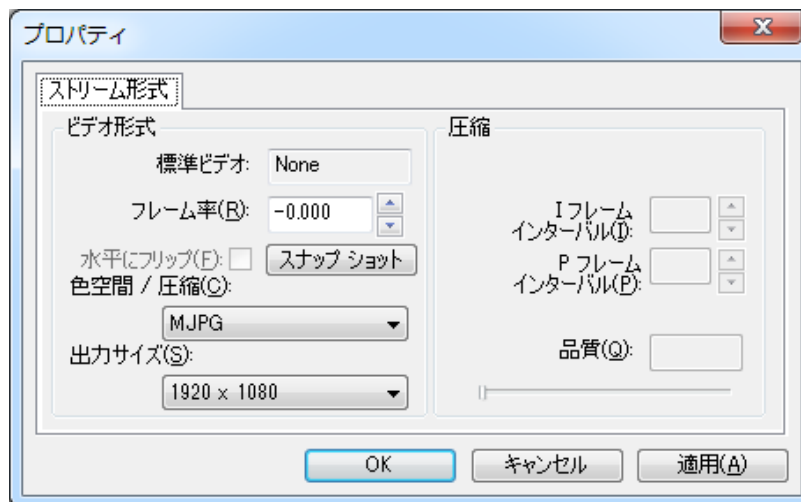 プロパティ
ストリーム形式
ビデオ形式
標準ビデオ: None
フレーム率(R): -0.000
水平にフリップ(F): スナップ ショット
色空間 / 圧縮(C):
MJPG
出力サイズ(S):
1920 x 1080
圧縮
I フレーム
インターバル(I):
P フレーム
インターバル(P):
品質(Q):
OK キャンセル 適用(A)